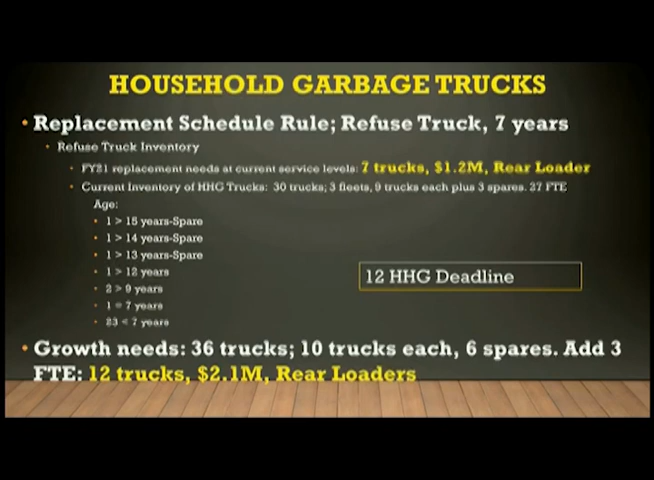 HOUSEHOLD GARBAGE TRUCKS
• Replacement Schedule Rule; Refuse Truck, 7 years
• Refuse Truck Inventory
• FY21 replacement needs at current service levels: 7 trucks, $1.2M, Rear Loader
• Current Inventory of HHG Trucks: 30 trucks; 3 fleets, 9 trucks each plus 3 spares. 27 FTE
Age:
• 1 > 15 years-Spare
• 1 > 14 years-Spare
• 1 > 13 years-Spare
• 1 > 12 years
• 2 > 9 years
• 1 = 7 years
• 23 < 7 years
12 HHG Deadline
• Growth needs: 36 trucks; 10 trucks each, 6 spares. Add 3
FTE: 12 trucks, $2.1M, Rear Loaders